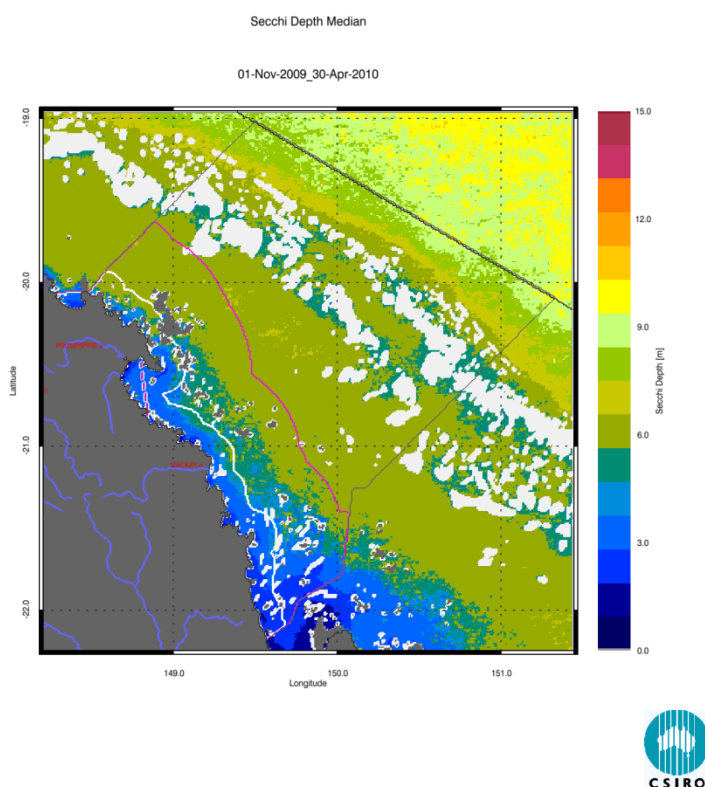 Secchi Depth Median
01-Nov-2009_30-Apr-2010
-19.0
-20.0
-21.0
-22.0
Latitude
149.0
150.0
151.0
Longitude
15.0
12.0
9.0
6.0
3.0
0.0
Secchi Depth [m]
CSIRO